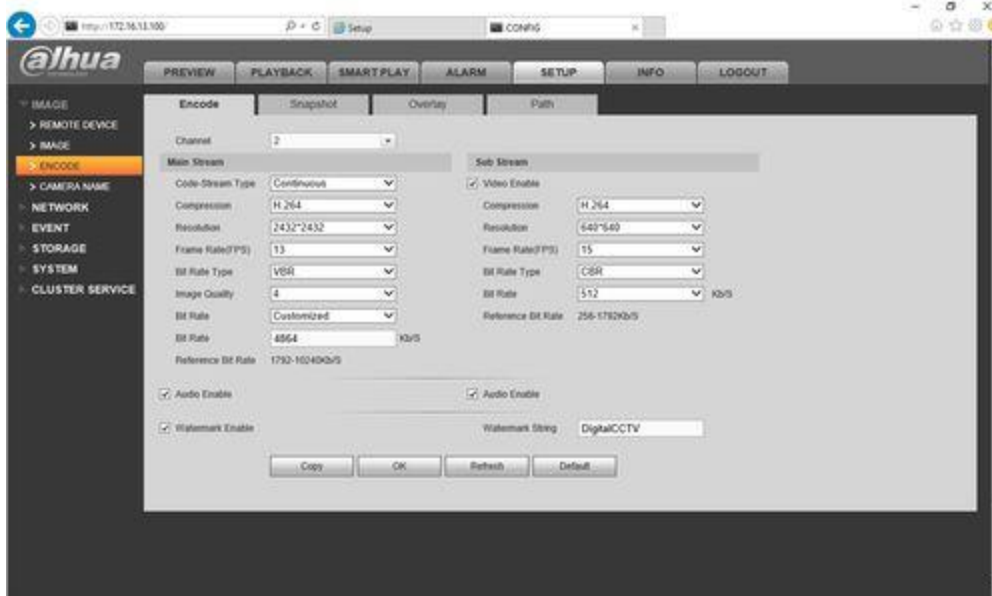 http://172.16.13.100/
Setup
CONFIG
alhua
TECHNOLOGY
PREVIEW PLAYBACK SMART PLAY ALARM SETUP INFO LOGOUT
IMAGE
> REMOTE DEVICE
> IMAGE
> ENCODE
> CAMERA NAME
NETWORK
EVENT
STORAGE
SYSTEM
CLUSTER SERVICE
Encode Snapshot Overlay Path
Channel 2
Main Stream Sub Stream
Code-Stream Type Continuous Video Enable
Compression H.264 Compression H.264
Resolution 2432*2432 Resolution 640*640
Frame Rate(FPS) 13 Frame Rate(FPS) 15
Bit Rate Type VBR Bit Rate Type CBR
Image Quality 4 Bit Rate 512 Kb/S
Bit Rate Customized Reference Bit Rate 256-1792Kb/S
Bit Rate 4864 Kb/S
Reference Bit Rate 1792-10240Kb/S
Audio Enable Audio Enable
Watermark Enable Watermark String DigitalCCTV
Copy OK Refresh Default